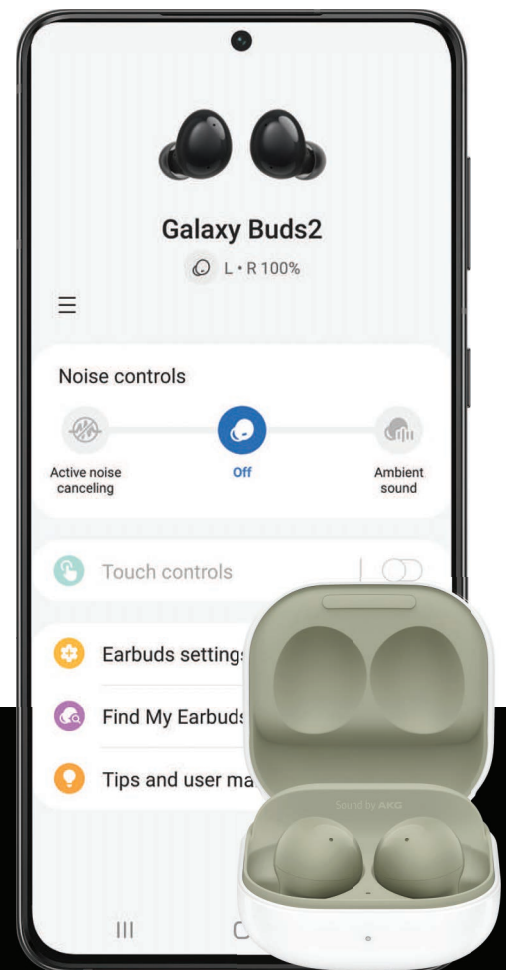 Galaxy Buds2
L • R 100%
Noise controls
Active noise
canceling
Off
Ambient
sound
Touch controls
Earbuds setting
Find My Earbuds
Tips and user ma
Sound by AKG